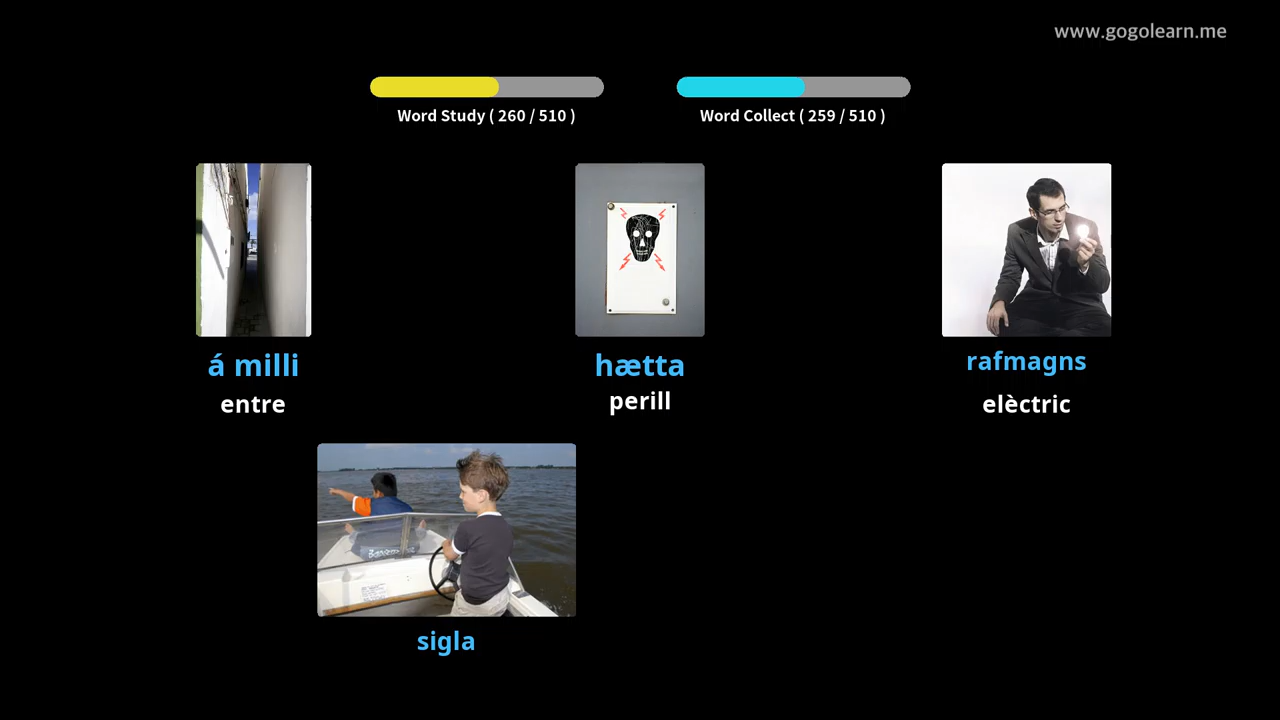 www.gogolearn.me
Word Study ( 260 / 510 )
Word Collect ( 259 / 510 )
á milli
hætta
rafmagns
entre
perill
elèctric
sigla